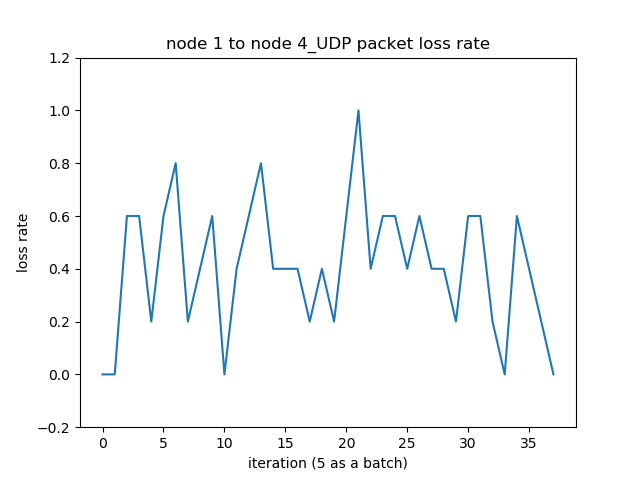 node 1 to node 4_UDP packet loss rate
1.2
1.0
0.8
0.6
0.4
0.2
0.0
−0.2
loss rate
0 5 10 15 20 25 30 35
iteration (5 as a batch)